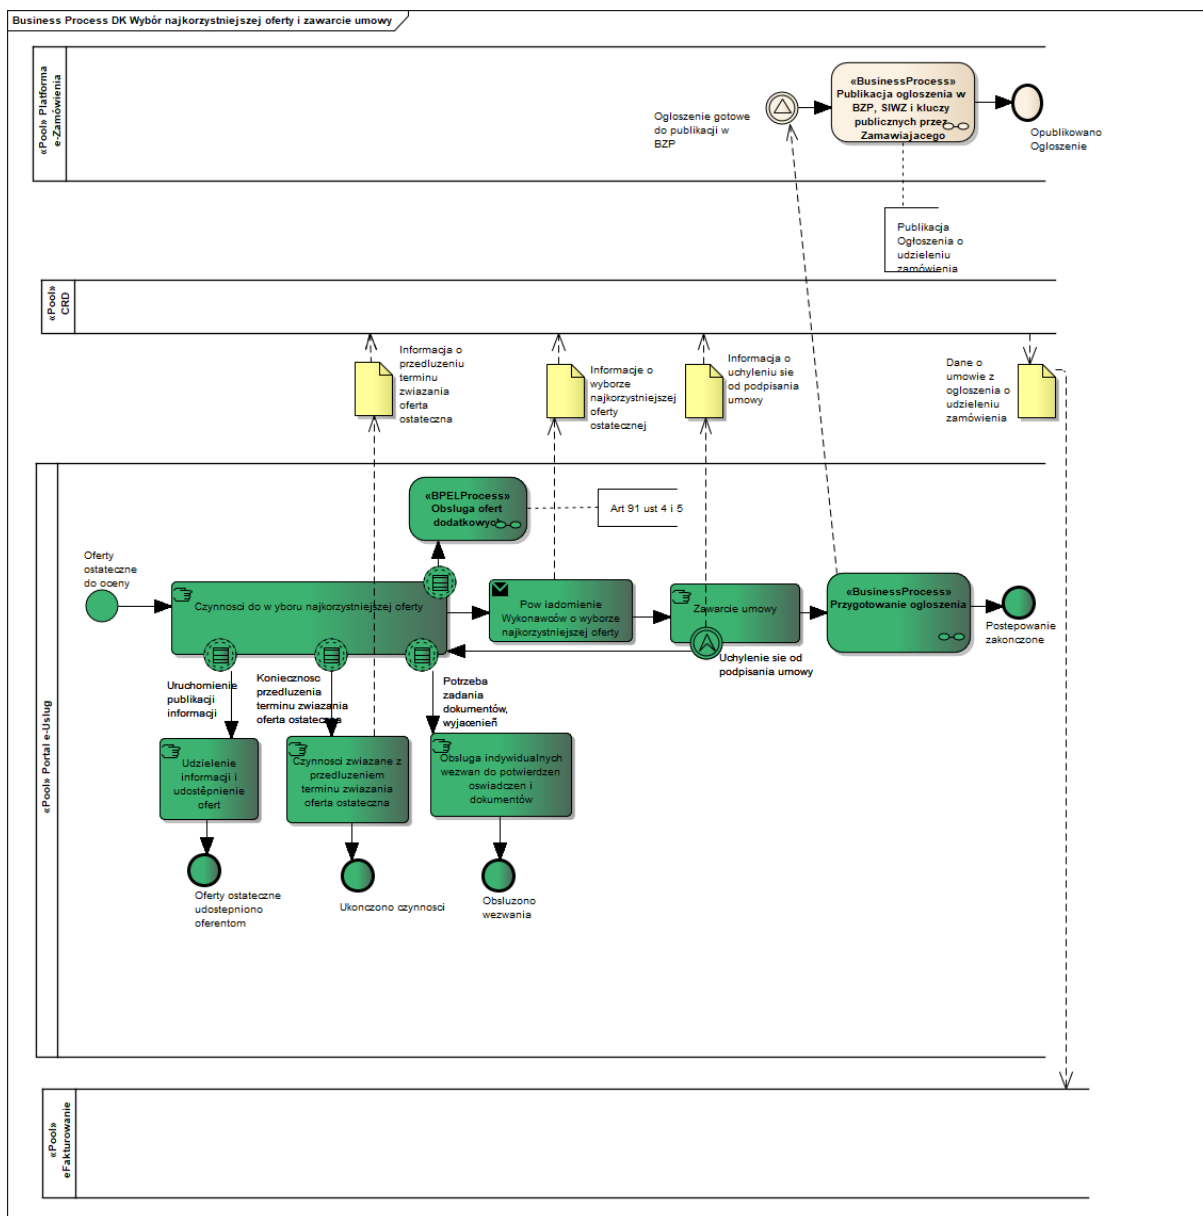 Business Process DK Wybór najkorzystniejszej oferty i zawarcie umowy
«Pool» Platforma
e-Zamówienia
Ogloszenie gotowe
do publikacji w
BZP
«BusinessProcess»
Publikacja ogloszenia w
BZP, SIWZ i kluczy
publicznych przez
Zamawiajacego
Opublikowano
Ogloszenie
Publikacja
Ogłoszenia o
udzieleniu
zamówienia
«Pool»
CRD
Informacja o
przedluzeniu
terminu
zwiazania
oferta
ostateczna
Informacje o
wyborze
najkorzystniejszej
oferty
ostatecznej
Informacja o
uchyleniu sie
od podpisania
umowy
Dane o
umowie z
ogloszenia o
udzieleniu
zamówienia
«Pool» Portal e-Uslug
«BPELProcess»
Obsluga ofert
dodatkowych
Art 91 ust 4 i 5
Oferty
ostateczne
do oceny
Czynnosci do w yboru najkorzystniejszej oferty
Pow iadomienie
Wykonawców o wyborze
najkorzystniejszej oferty
Zawarcie umowy
«BusinessProcess»
Przygotowanie ogloszenia
Postepowanie
zakonczone
Uchylenie sie od
podpisania umowy
Uruchomienie
publikacji
informacji
Koniecznosc
przedluzenia
terminu zwiazania
oferta ostateczna
Potrzeba
zadania
dokumentów,
wyjaœnieñ
Udzielenie
informacji i
udostêpnienie
ofert
Czynnosci zwiazane z
przedluzeniem
terminu zwiazania
oferta ostateczna
Obsluga indywidualnych
wezwan do potwierdzen
oswiadczen i
dokumentów
Oferty ostateczne
udostepniono
oferentom
Ukonczono czynnosci
Obsluzono
wezwania
«Pool»
eFakturowanie